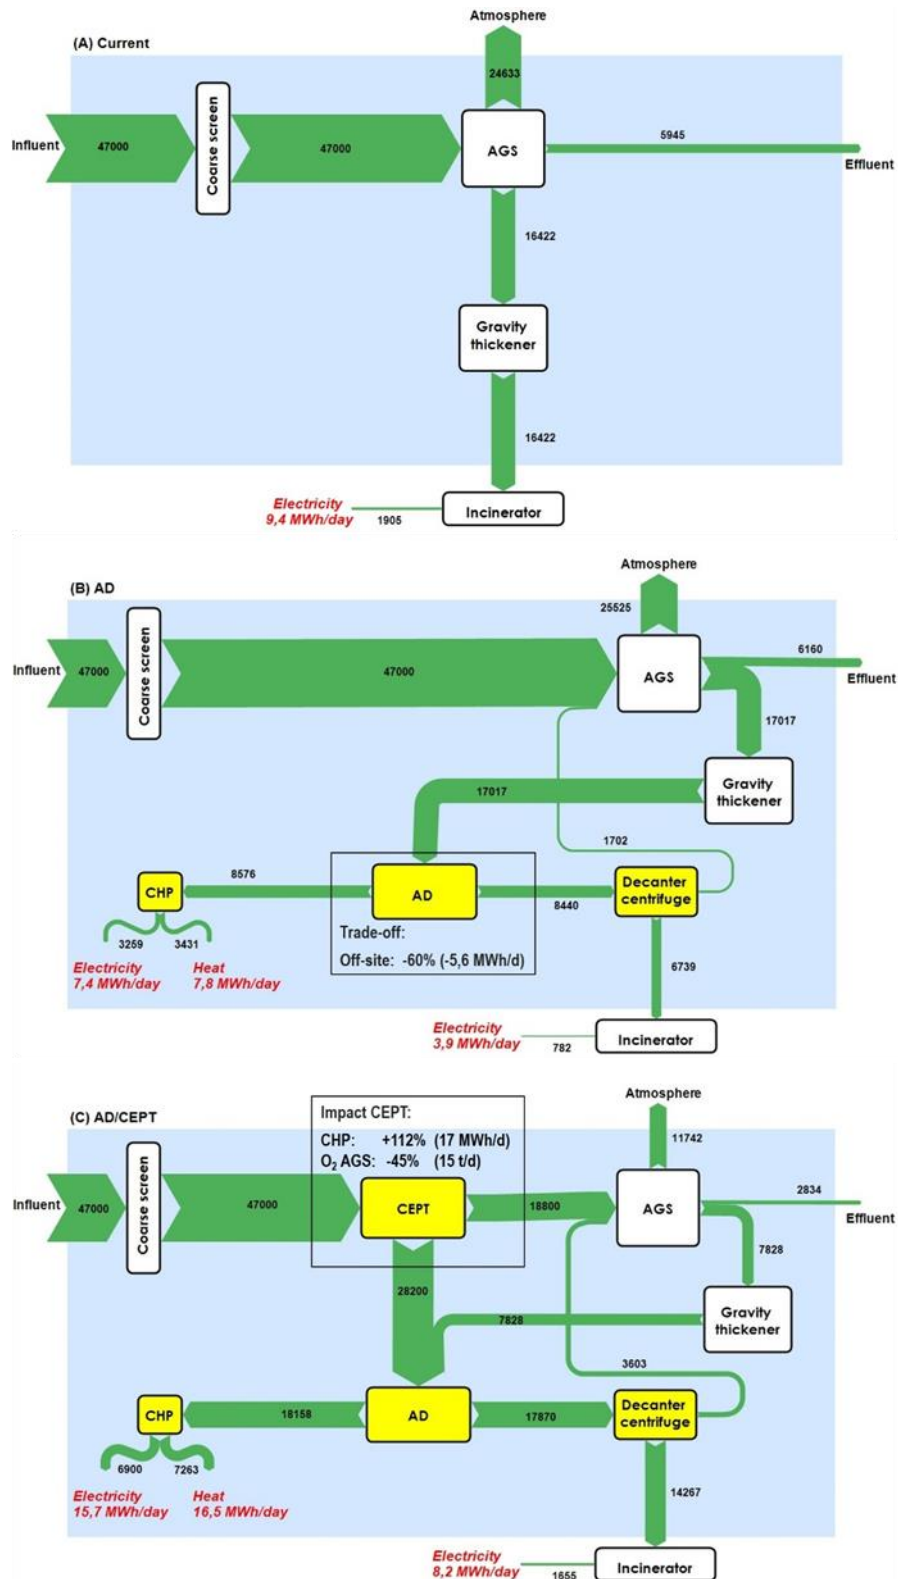 Atmosphere
(A) Current
24633
Influent
47000
Coarse screen
47000
AGS
5945
Effluent
16422
Gravity
thickener
16422
Electricity
9,4 MWh/day
1905
Incinerator
Atmosphere
(B) AD
25525
Influent
47000
Coarse screen
47000
AGS
6160
Effluent
17017
Gravity
thickener
17017
1702
CHP
8576
AD
8440
Decanter
centrifuge
3259
3431
Electricity
7,4 MWh/day
Heat
7,8 MWh/day
Trade-off:
Off-site: -60% (-5,6 MWh/d)
6739
Electricity
3,9 MWh/day
782
Incinerator
Atmosphere
(C) AD/CEPT
Impact CEPT:
CHP: +112% (17 MWh/d)
O₂ AGS: -45% (15 t/d)
11742
Influent
47000
Coarse screen
47000
CEPT
18800
AGS
2834
Effluent
28200
7828
Gravity
thickener
7828
3603
CHP
18158
AD
17870
Decanter
centrifuge
6900
7263
Electricity
15,7 MWh/day
Heat
16,5 MWh/day
14267
Electricity
8,2 MWh/day
1655
Incinerator